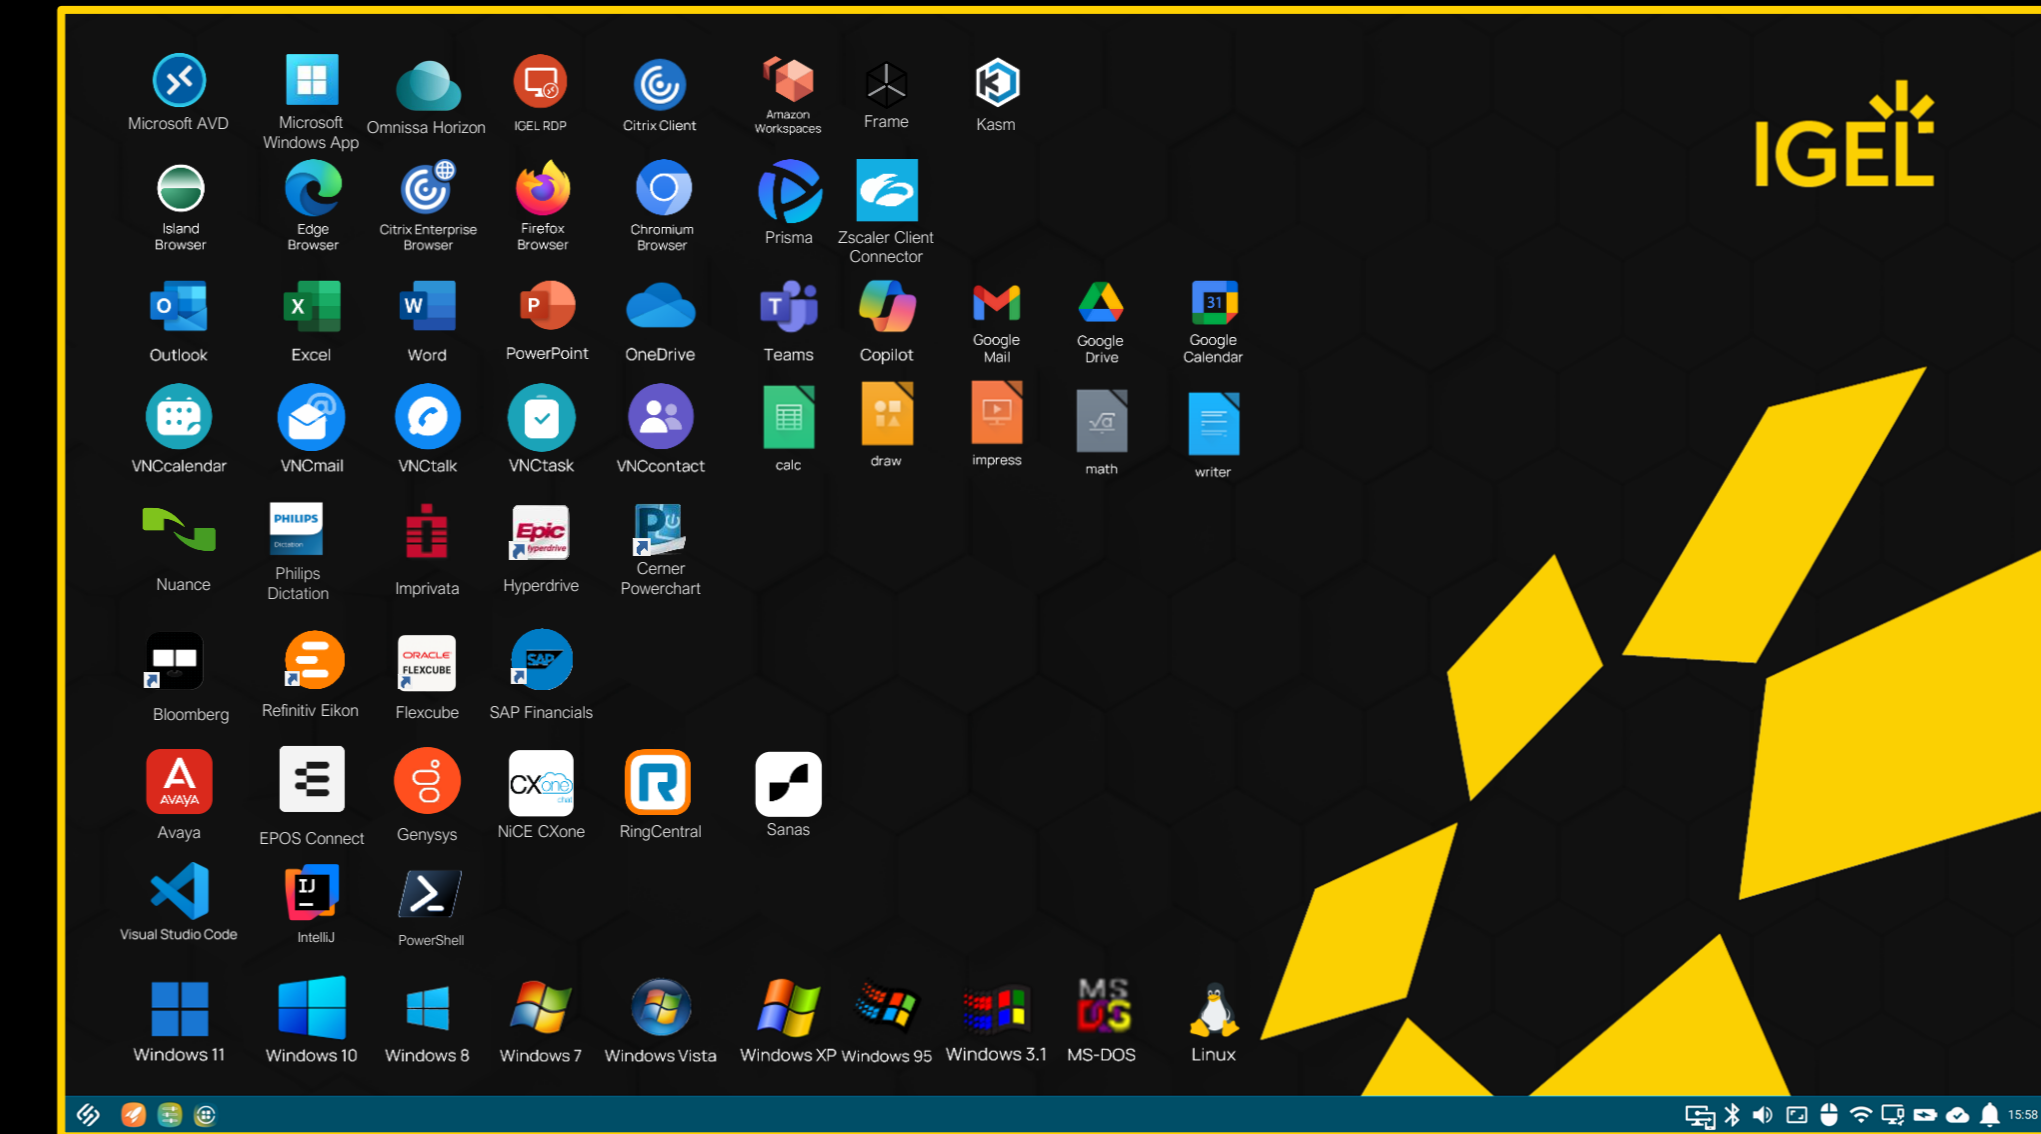 IGEL
Microsoft AVD
Microsoft
Windows App
Omnissa Horizon
IGEL RDP
Citrix Client
Amazon
Workspaces
Frame
Kasm
Island
Browser
Edge
Browser
Citrix Enterprise
Browser
Firefox
Browser
Chromium
Browser
Prisma
Zscaler Client
Connector
O
X
W
P
T
31
Outlook
Excel
Word
PowerPoint
OneDrive
Teams
Copilot
Google
Mail
Google
Drive
Google
Calendar
@
√a
VNCcalendar
VNCmail
VNCtalk
VNCtask
VNCcontact
calc
draw
impress
math
writer
PHILIPS
Dictation
Epic
Hyperdrive
P
Nuance
Philips
Dictation
Imprivata
Hyperdrive
Cerner
Powerchart
ORACLE
FLEXCUBE
SAP
Bloomberg
Refinitiv Eikon
Flexcube
SAP Financials
A
AVAYA
CXone
chat
R
Avaya
EPOS Connect
Genysys
NiCE CXone
RingCentral
Sanas
IJ
Visual Studio Code
IntelliJ
PowerShell
MS
DOS
Windows 11
Windows 10
Windows 8
Windows 7
Windows Vista
Windows XP
Windows 95
Windows 3.1
MS-DOS
Linux
15:58